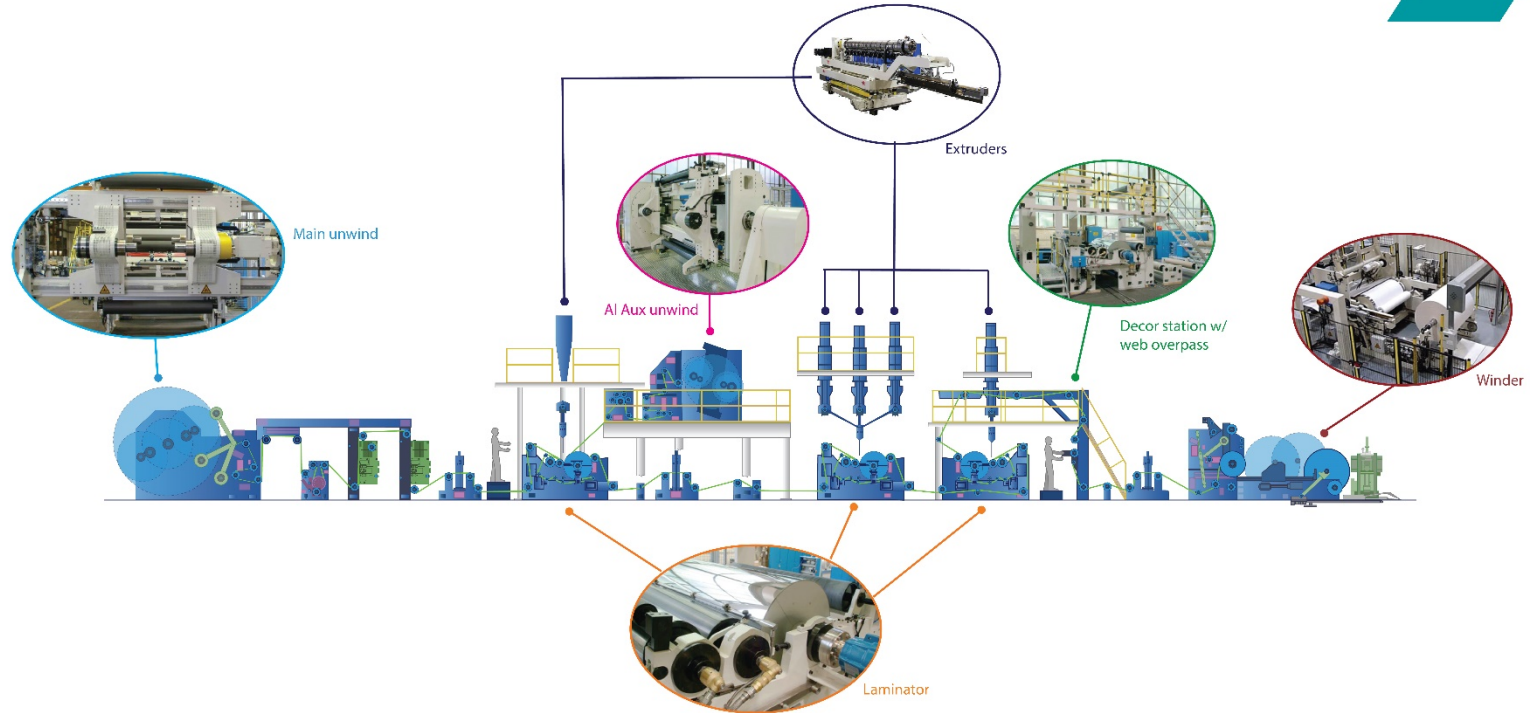 Extruders
Main unwind
Al Aux unwind
Decor station w/
web overpass
Winder
Laminator